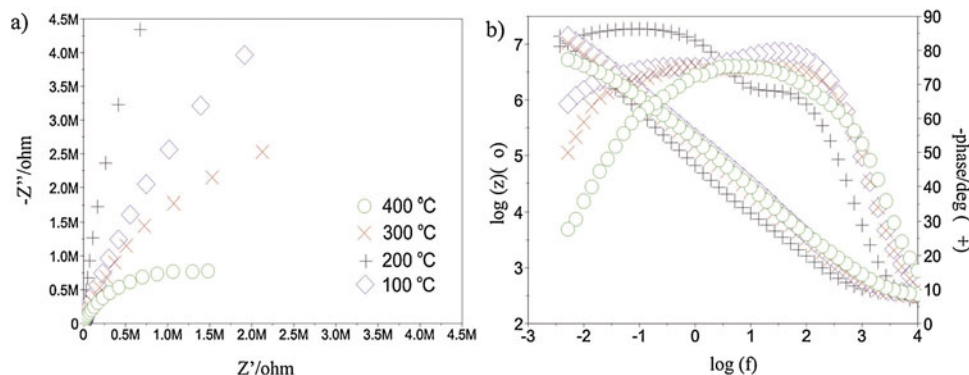 a)
4.5M
4.0M
3.5M
3.0M
2.5M
2.0M
1.5M
1.0M
0.5M
0
-Z''/ohm
400 °C
300 °C
200 °C
100 °C
0.5M 1.0M 1.5M 2.0M 2.5M 3.0M 3.5M 4.5M
Z'/ohm
b)
7
6
5
4
3
2
log (z)( o)
90
80
70
60
50
40
30
20
10
0
-phase/deg ( +)
-3 -2 -1 0 1 2 3 4
log (f)